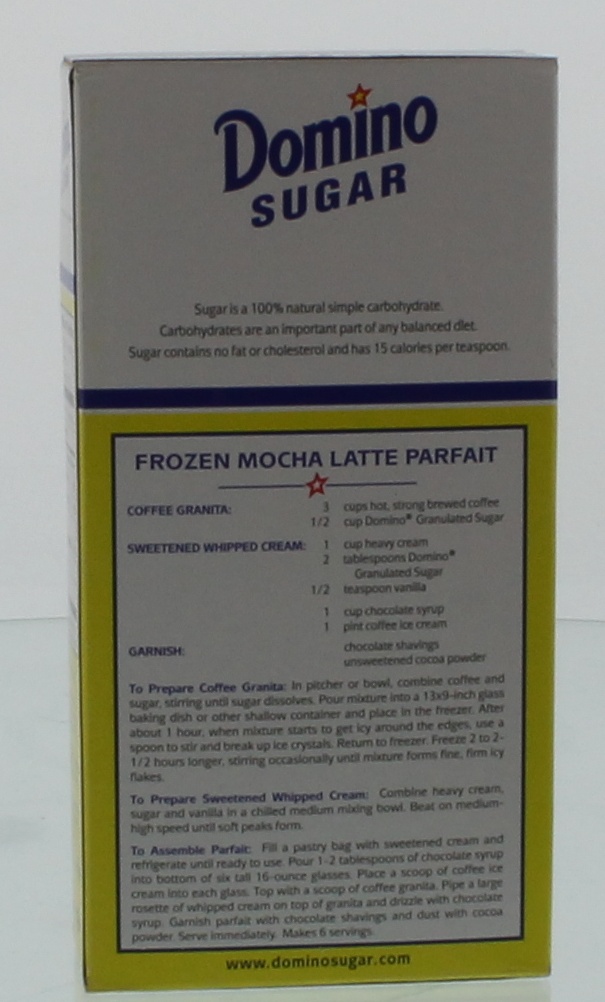 Domino
SUGAR
Sugar is a 100% natural simple carbohydrate.
Carbohydrates are an important part of any balanced diet.
Sugar contains no fat or cholesterol and has 15 calories per teaspoon.
FROZEN MOCHA LATTE PARFAIT
COFFEE GRANITA: 3 cups hot, strong brewed coffee
1/2 cup Domino® Granulated Sugar
SWEETENED WHIPPED CREAM: 1 cup heavy cream
2 tablespoons Domino®
Granulated Sugar
1/2 teaspoon vanilla
1 cup chocolate syrup
1 pint coffee ice cream
GARNISH: chocolate shavings
unsweetened cocoa powder
To Prepare Coffee Granita: In pitcher or bowl, combine coffee and
sugar, stirring until sugar dissolves. Pour mixture into a 13x9-inch glass
baking dish or other shallow container and place in the freezer. After
about 1 hour, when mixture starts to get icy around the edges, use a
spoon to stir and break up ice crystals. Return to freezer. Freeze 2 to 2-
1/2 hours longer, stirring occasionally until mixture forms fine, firm icy
flakes.
To Prepare Sweetened Whipped Cream: Combine heavy cream,
sugar and vanilla in a chilled medium mixing bowl. Beat on medium-
high speed until soft peaks form.
To Assemble Parfait: Fill a pastry bag with sweetened cream and
refrigerate until ready to use. Pour 1-2 tablespoons of chocolate syrup
into bottom of six tall 16-ounce glasses. Place a scoop of coffee ice
cream into each glass. Top with a scoop of coffee granita. Pipe a large
rosette of whipped cream on top of granita and drizzle with chocolate
syrup. Garnish parfait with chocolate shavings and dust with cocoa
powder. Serve immediately. Makes 6 servings.
www.dominosugar.com